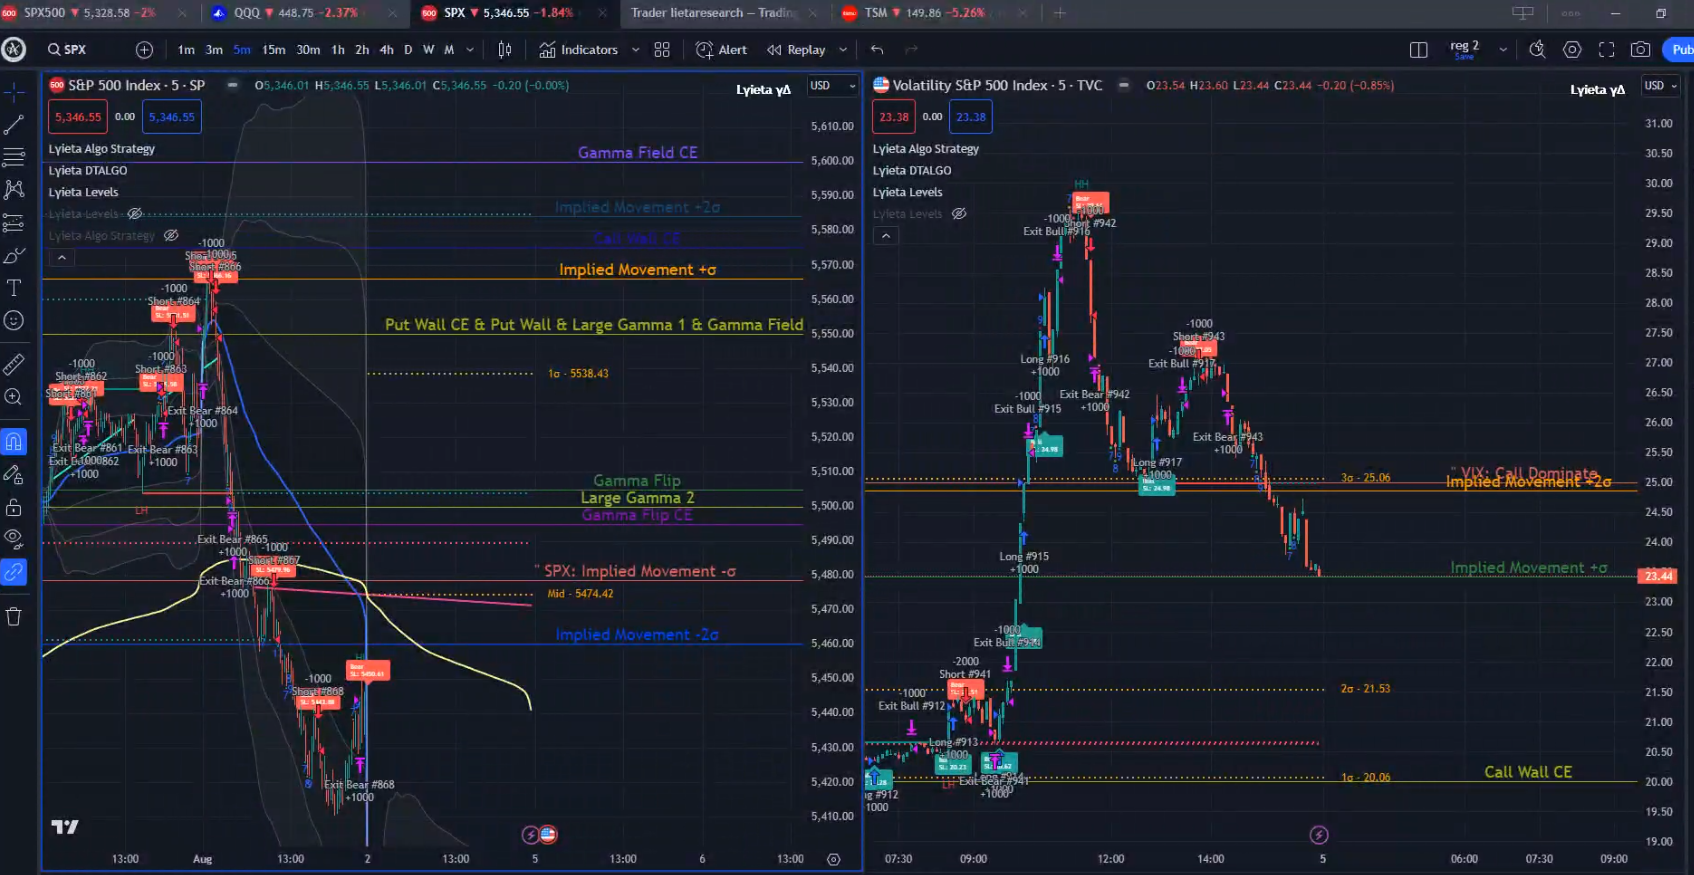 SPX500 5,328.58 -2%
QQQ 448.75 -2.37%
SPX 5,346.55 -1.84%
Trader lietaresearch — Trading
TSM 149.86 -5.26%
SPX
1m 3m 5m 15m 30m 1h 2h 4h D W M
Indicators
Alert
Replay
reg 2
Save
Pub
S&P 500 Index · 5 · SP
O5,346.01 H5,346.55 L5,346.01 C5,346.55 -0.20 (-0.00%)
Lyieta γΔ
USD
5,346.55 0.00 5,346.55
Lyieta Algo Strategy
Lyieta DTALGO
Lyieta Levels
Lyieta Levels
Lyieta Algo Strategy
Gamma Field CE
Implied Movement +2σ
Call Wall CE
Implied Movement +σ
Put Wall CE & Put Wall & Large Gamma 1 & Gamma Field
1σ - 5538.43
Gamma Flip
Large Gamma 2
Gamma Flip CE
" SPX: Implied Movement -σ
Mid - 5474.42
Implied Movement -2σ
-1000
Short #866
-1000
Short #864
-1000
Short #863
-1000
Short #862
Exit Bear #864
+1000
Exit Bear #861
Exit Bear #863
+1000
+1000
LH
Exit Bear #865
+1000
-1000
Short #867
Exit Bear #866
+1000
-1000
Short #868
Exit Bear #868
+1000
5,610.00
5,600.00
5,590.00
5,580.00
5,570.00
5,560.00
5,550.00
5,540.00
5,530.00
5,520.00
5,510.00
5,500.00
5,490.00
5,480.00
5,470.00
5,460.00
5,450.00
5,440.00
5,430.00
5,420.00
5,410.00
13:00 Aug 13:00 2 13:00 5 13:00 6 13:00
Volatility S&P 500 Index · 5 · TVC
O23.54 H23.60 L23.44 C23.44 -0.20 (-0.85%)
Lyieta γΔ
USD
23.38 0.00 23.38
Lyieta Algo Strategy
Lyieta DTALGO
Lyieta Levels
Lyieta Levels
HH
-1000
Short #942
Exit Bull #916
Long #916
+1000
-1000
Exit Bull #915
Exit Bear #942
+1000
-1000
Short #943
Exit Bull #917
Exit Bear #943
+1000
Long #917
+1000
SL: 24.98
Long #915
+1000
-1000
Exit Bull
-2000
Short #941
-1000
Exit Bull #912
Long #913
+1000
SL: 20.23
LH
Exit Bear #941
+1000
#912
3σ - 25.06
" VIX: Call Dominate
Implied Movement +2σ
Implied Movement +σ
2σ - 21.53
1σ - 20.06
Call Wall CE
31.00
30.50
30.00
29.50
29.00
28.50
28.00
27.50
27.00
26.50
26.00
25.50
25.00
24.50
24.00
23.44
23.00
22.50
22.00
21.50
21.00
20.50
20.00
19.50
19.00
07:30 09:00 12:00 14:00 5 06:00 07:30 09:00